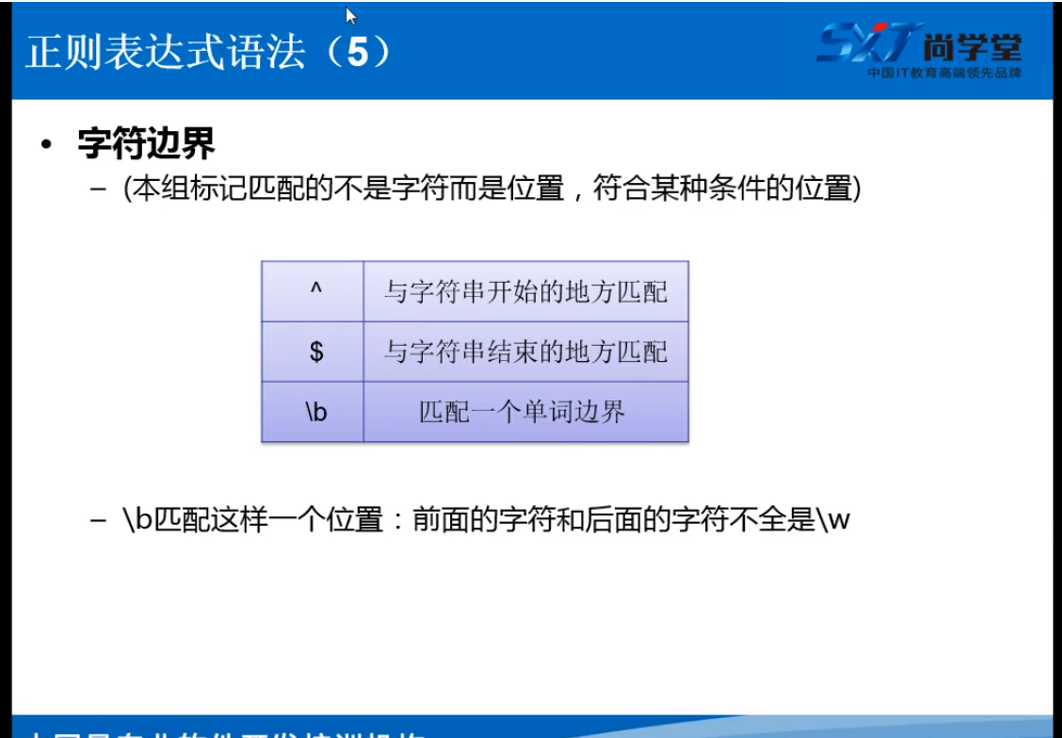 正则表达式语法（5）
SXT 尚学堂
中国IT教育高端领先品牌
• 字符边界
– (本组标记匹配的不是字符而是位置，符合某种条件的位置)
^ 与字符串开始的地方匹配
$ 与字符串结束的地方匹配
\b 匹配一个单词边界
– \b匹配这样一个位置：前面的字符和后面的字符不全是\w